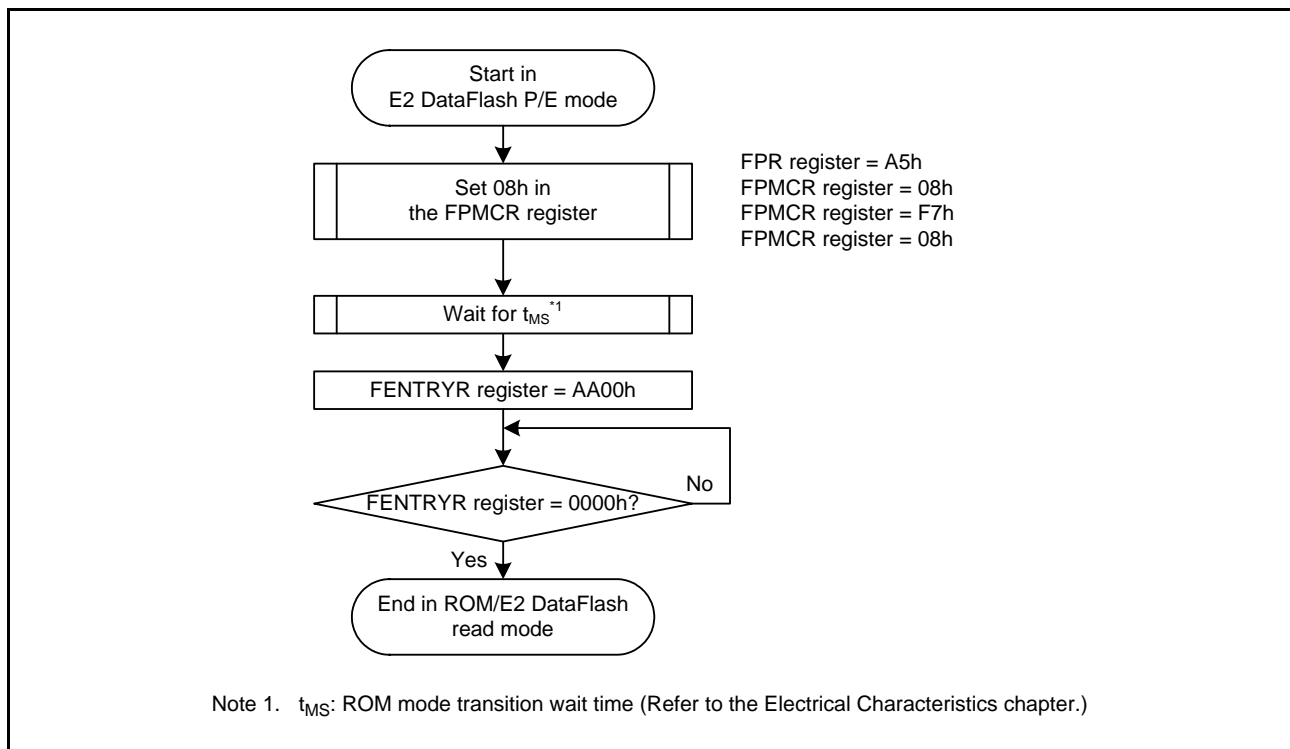 Start in
E2 DataFlash P/E mode
Set 08h in
the FPMCR register
FPR register = A5h
FPMCR register = 08h
FPMCR register = F7h
FPMCR register = 08h
Wait for tMS*1
FENTRYR register = AA00h
FENTRYR register = 0000h?
No
Yes
End in ROM/E2 DataFlash
read mode
Note 1. tMS: ROM mode transition wait time (Refer to the Electrical Characteristics chapter.)